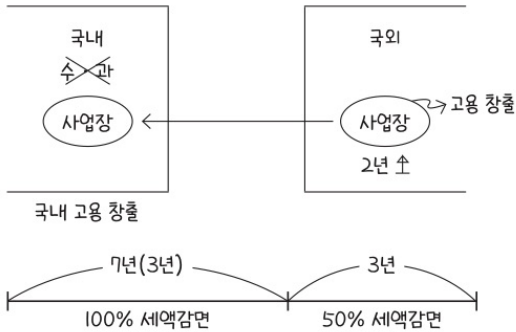 국내
수·과
사업장
국내 고용 창출
국외
사업장
고용 창출
2년 ↑
7년(3년)
3년
100% 세액감면
50% 세액감면